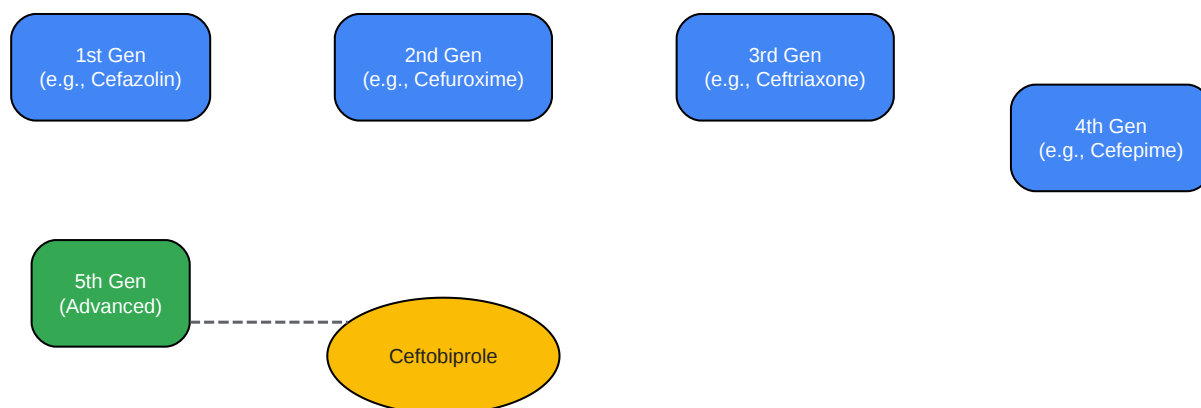 1st Gen
(e.g., Cefazolin)
2nd Gen
(e.g., Cefuroxime)
3rd Gen
(e.g., Ceftriaxone)
4th Gen
(e.g., Cefepime)
5th Gen
(Advanced)
Ceftobiprole